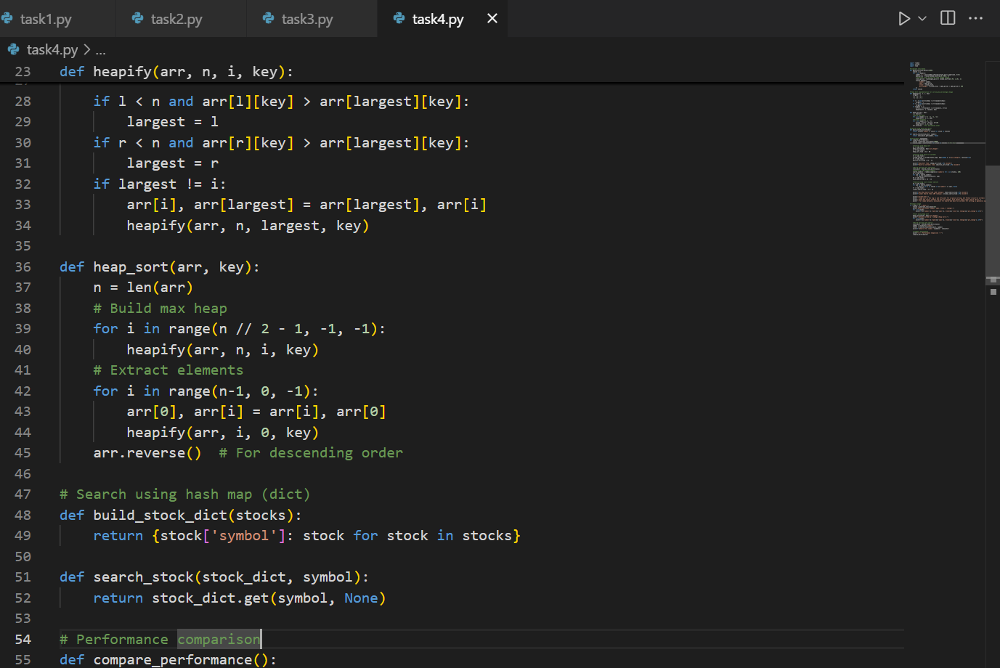 task1.py
task2.py
task3.py
task4.py
task4.py > ...
23 def heapify(arr, n, i, key):
28 if l < n and arr[l][key] > arr[largest][key]:
29 largest = l
30 if r < n and arr[r][key] > arr[largest][key]:
31 largest = r
32 if largest != i:
33 arr[i], arr[largest] = arr[largest], arr[i]
34 heapify(arr, n, largest, key)
35
36 def heap_sort(arr, key):
37 n = len(arr)
38 # Build max heap
39 for i in range(n // 2 - 1, -1, -1):
40 heapify(arr, n, i, key)
41 # Extract elements
42 for i in range(n-1, 0, -1):
43 arr[0], arr[i] = arr[i], arr[0]
44 heapify(arr, i, 0, key)
45 arr.reverse()  # For descending order
46
47 # Search using hash map (dict)
48 def build_stock_dict(stocks):
49 return {stock['symbol']: stock for stock in stocks}
50
51 def search_stock(stock_dict, symbol):
52 return stock_dict.get(symbol, None)
53
54 # Performance comparison
55 def compare_performance():